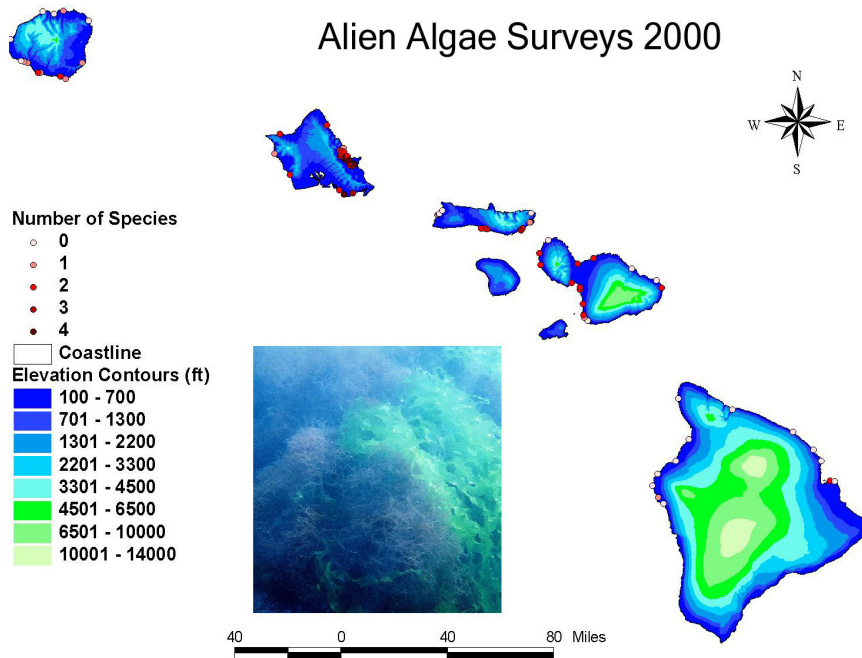 Alien Algae Surveys 2000
N
W E
S
Number of Species
0
1
2
3
4
Coastline
Elevation Contours (ft)
100 - 700
701 - 1300
1301 - 2200
2201 - 3300
3301 - 4500
4501 - 6500
6501 - 10000
10001 - 14000
40 0 40 80 Miles